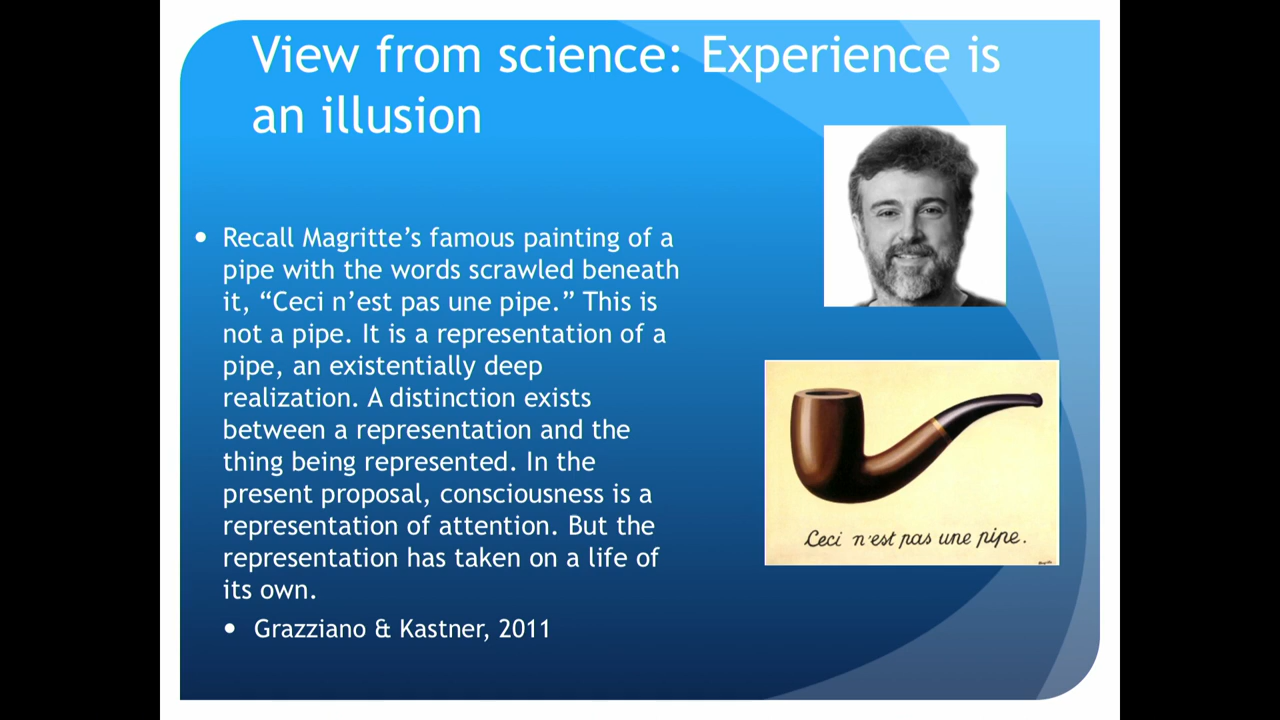 View from science: Experience is
an illusion
Recall Magritte’s famous painting of a
pipe with the words scrawled beneath
it, “Ceci n’est pas une pipe.” This is
not a pipe. It is a representation of a
pipe, an existentially deep
realization. A distinction exists
between a representation and the
thing being represented. In the
present proposal, consciousness is a
representation of attention. But the
representation has taken on a life of
its own.
Grazziano & Kastner, 2011
Ceci n'est pas une pipe.